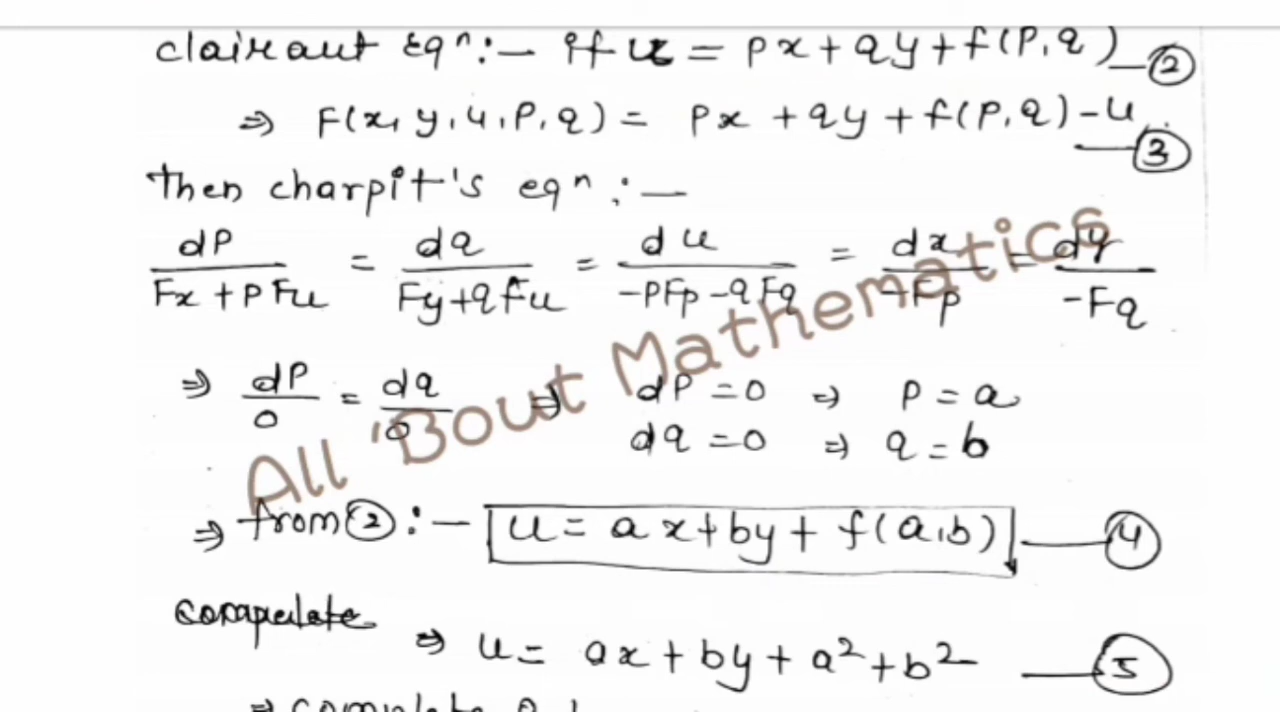 clairaut Eqⁿ:- if u = px + qy + f(p,q) —②
⇒ F(x, y, u, p, q) = px + qy + f(p,q) - u —③
Then charpit's eqⁿ :—
dp/(Fx + pFu) = dq/(Fy + qFu) = du/(-pFp - qFq) = dx/(-Fp) = dy/(-Fq)
⇒ dp/0 = dq/0 ⇒ dp = 0 ⇒ p = a
dq = 0 ⇒ q = b
All 'Bout Mathematics
⇒ from ② :— u = ax + by + f(a,b) —④
⇒ u = ax + by + a² + b² —⑤